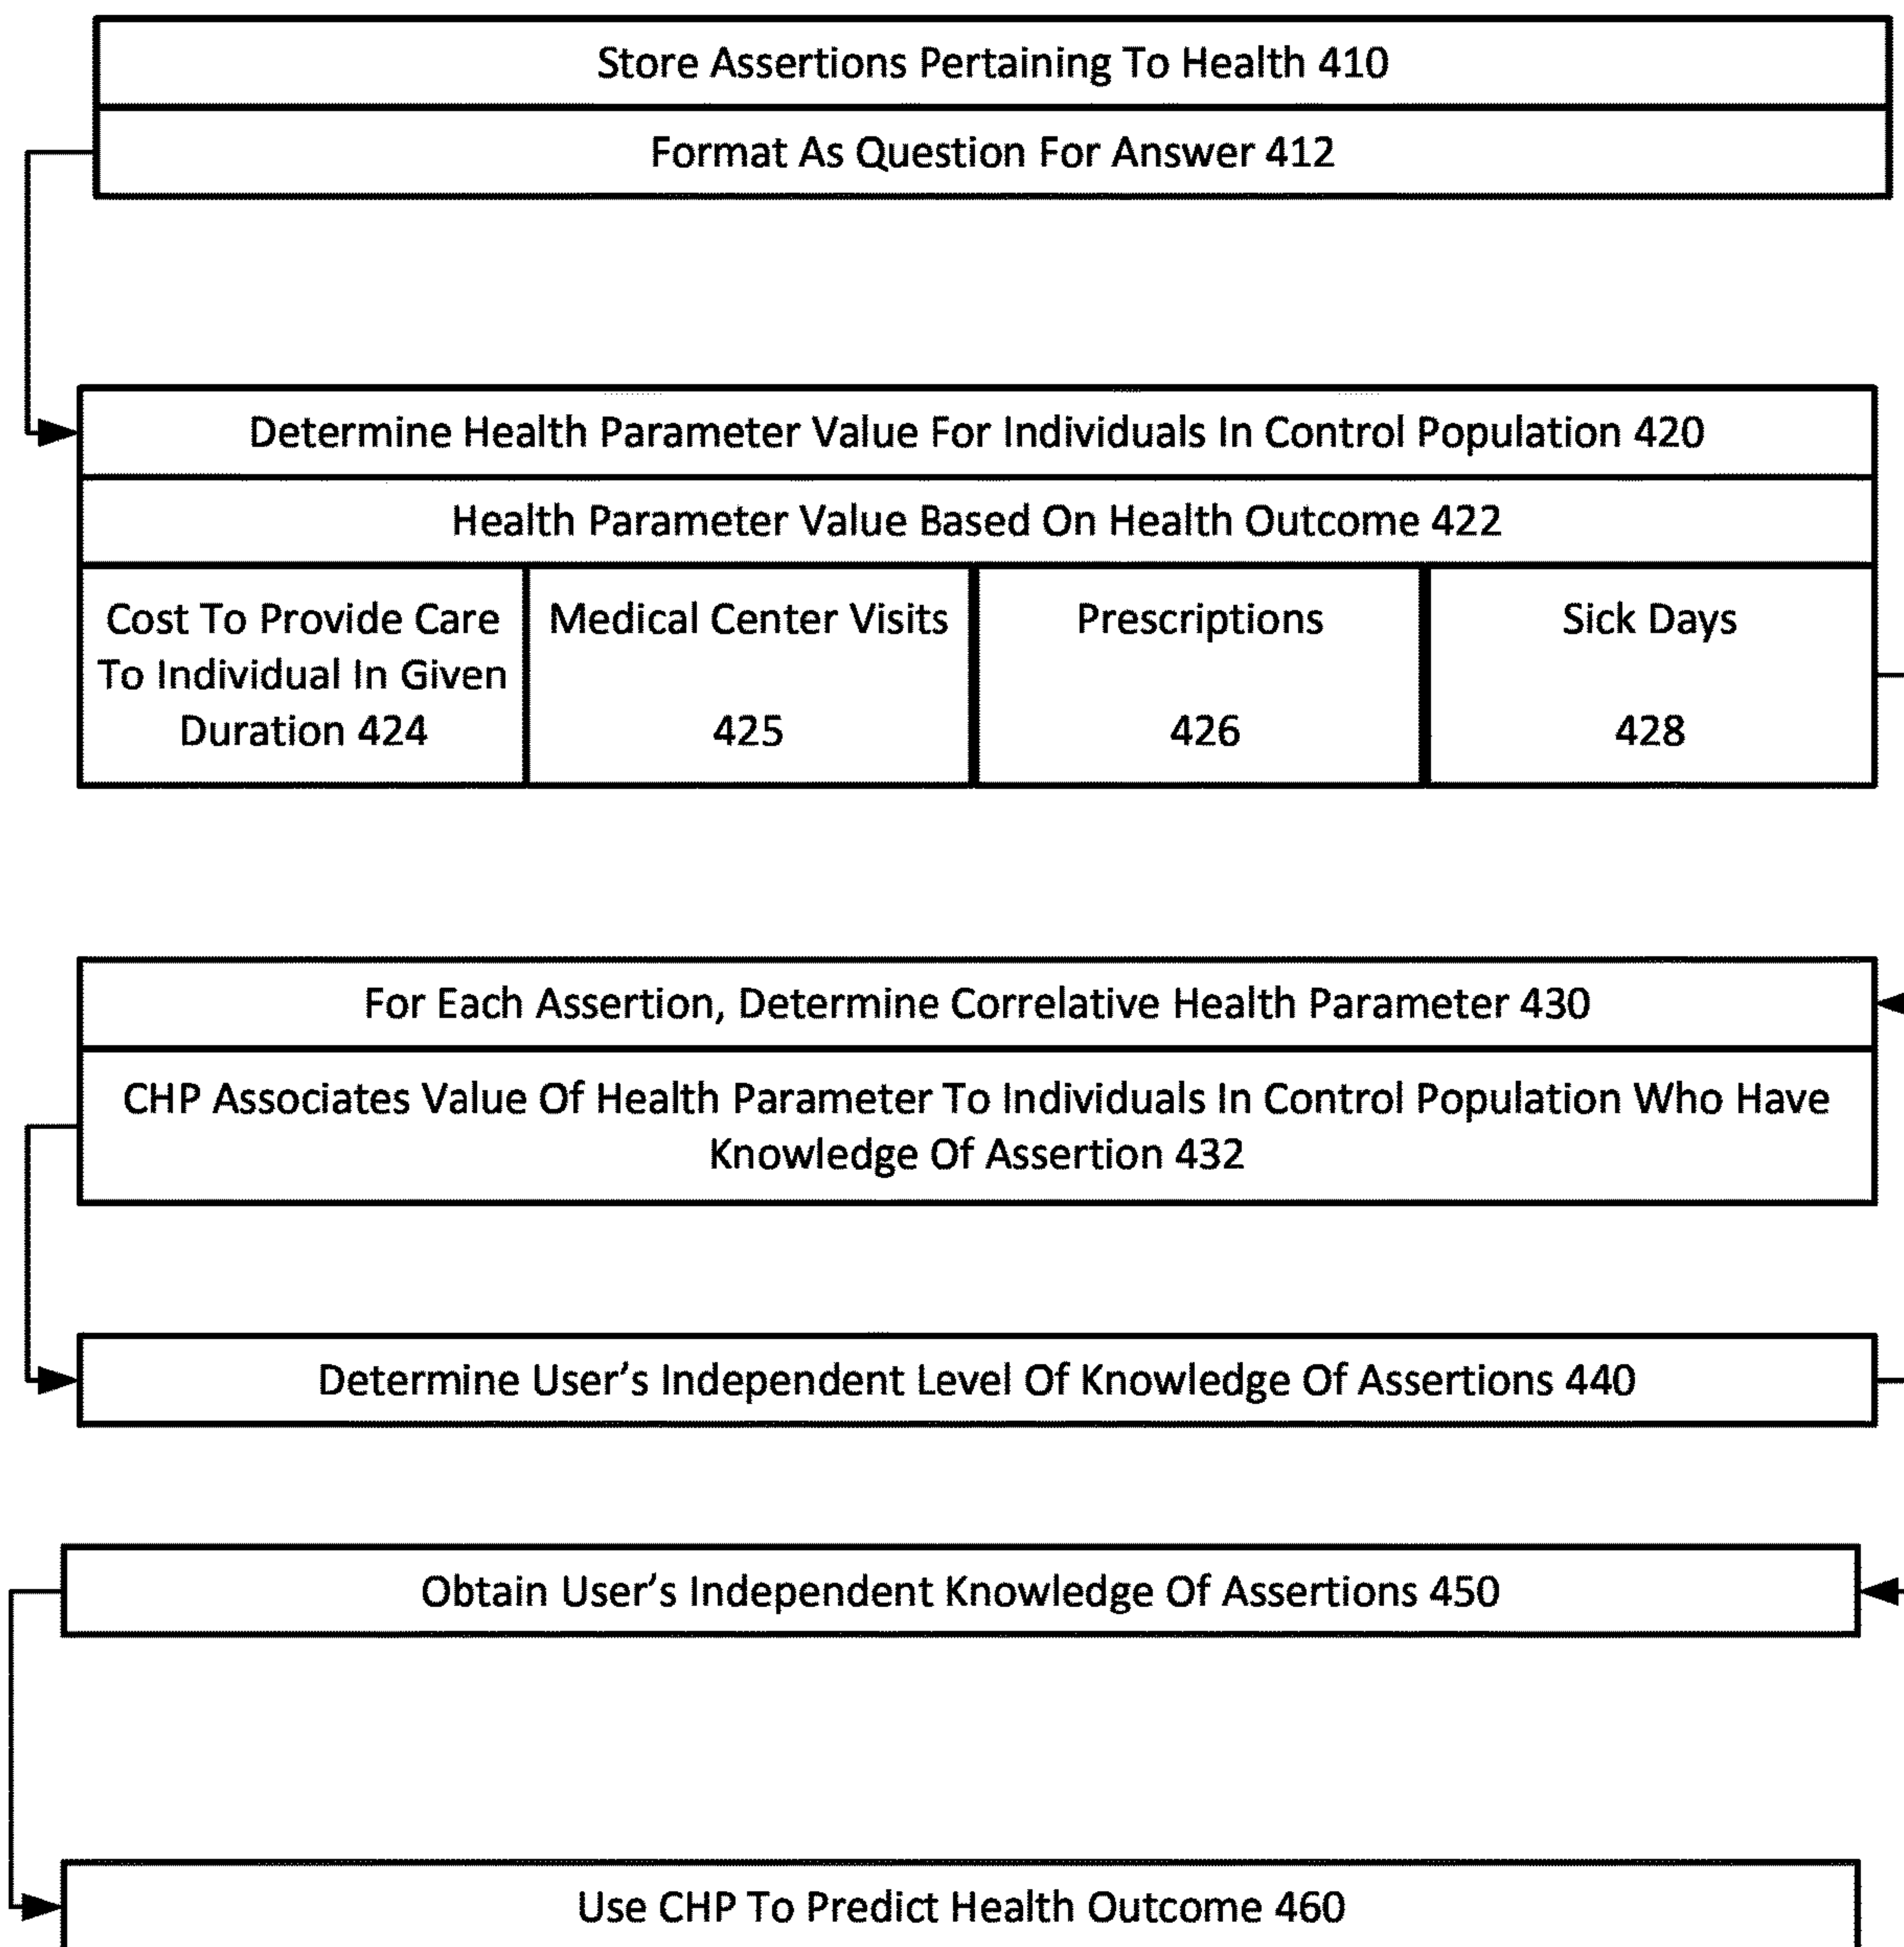 Store Assertions Pertaining To Health 410
Format As Question For Answer 412
Determine Health Parameter Value For Individuals In Control Population 420
Health Parameter Value Based On Health Outcome 422
Cost To Provide Care
To Individual In Given
Duration 424
Medical Center Visits
425
Prescriptions
426
Sick Days
428
For Each Assertion, Determine Correlative Health Parameter 430
CHP Associates Value Of Health Parameter To Individuals In Control Population Who Have
Knowledge Of Assertion 432
Determine User’s Independent Level Of Knowledge Of Assertions 440
Obtain User’s Independent Knowledge Of Assertions 450
Use CHP To Predict Health Outcome 460